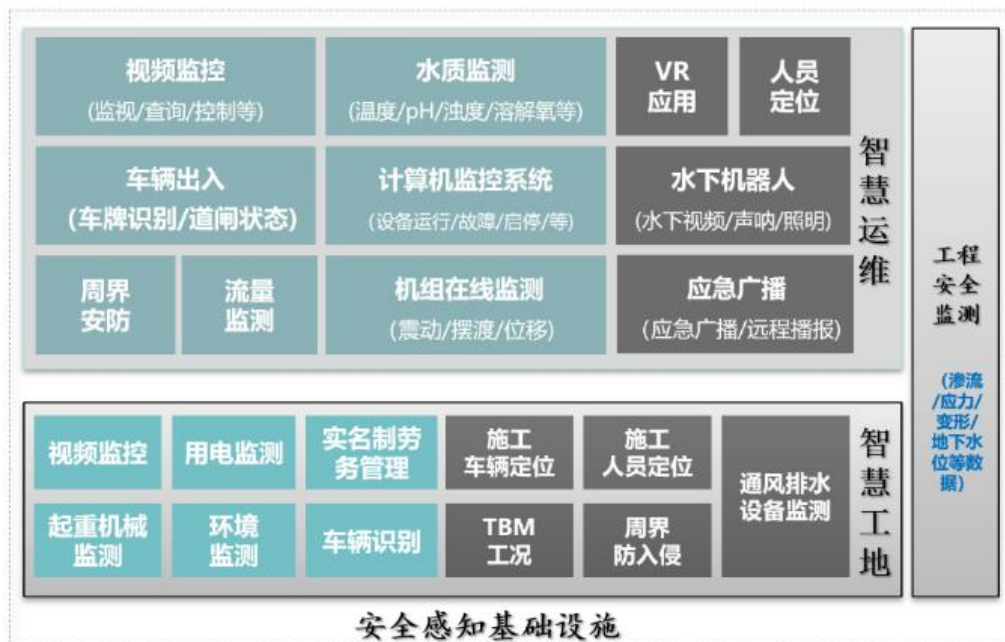 视频监控
(监视/查询/控制等)
水质监测
(温度/pH/浊度/溶解氧等)
VR
应用
人员
定位
车辆出入
(车牌识别/道闸状态)
计算机监控系统
(设备运行/故障/启停/等)
水下机器人
(水下视频/声呐/照明)
周界
安防
流量
监测
机组在线监测
(震动/摆渡/位移)
应急广播
(应急广播/远程播报)
智慧运维
视频监控
用电监测
实名制劳
务管理
施工
车辆定位
施工
人员定位
通风排水
设备监测
起重机械
监测
环境
监测
车辆识别
TBM
工况
周界
防入侵
智慧工地
工程
安全
监测
(渗流
/应力/
变形/
地下水
位等数
据)
安全感知基础设施